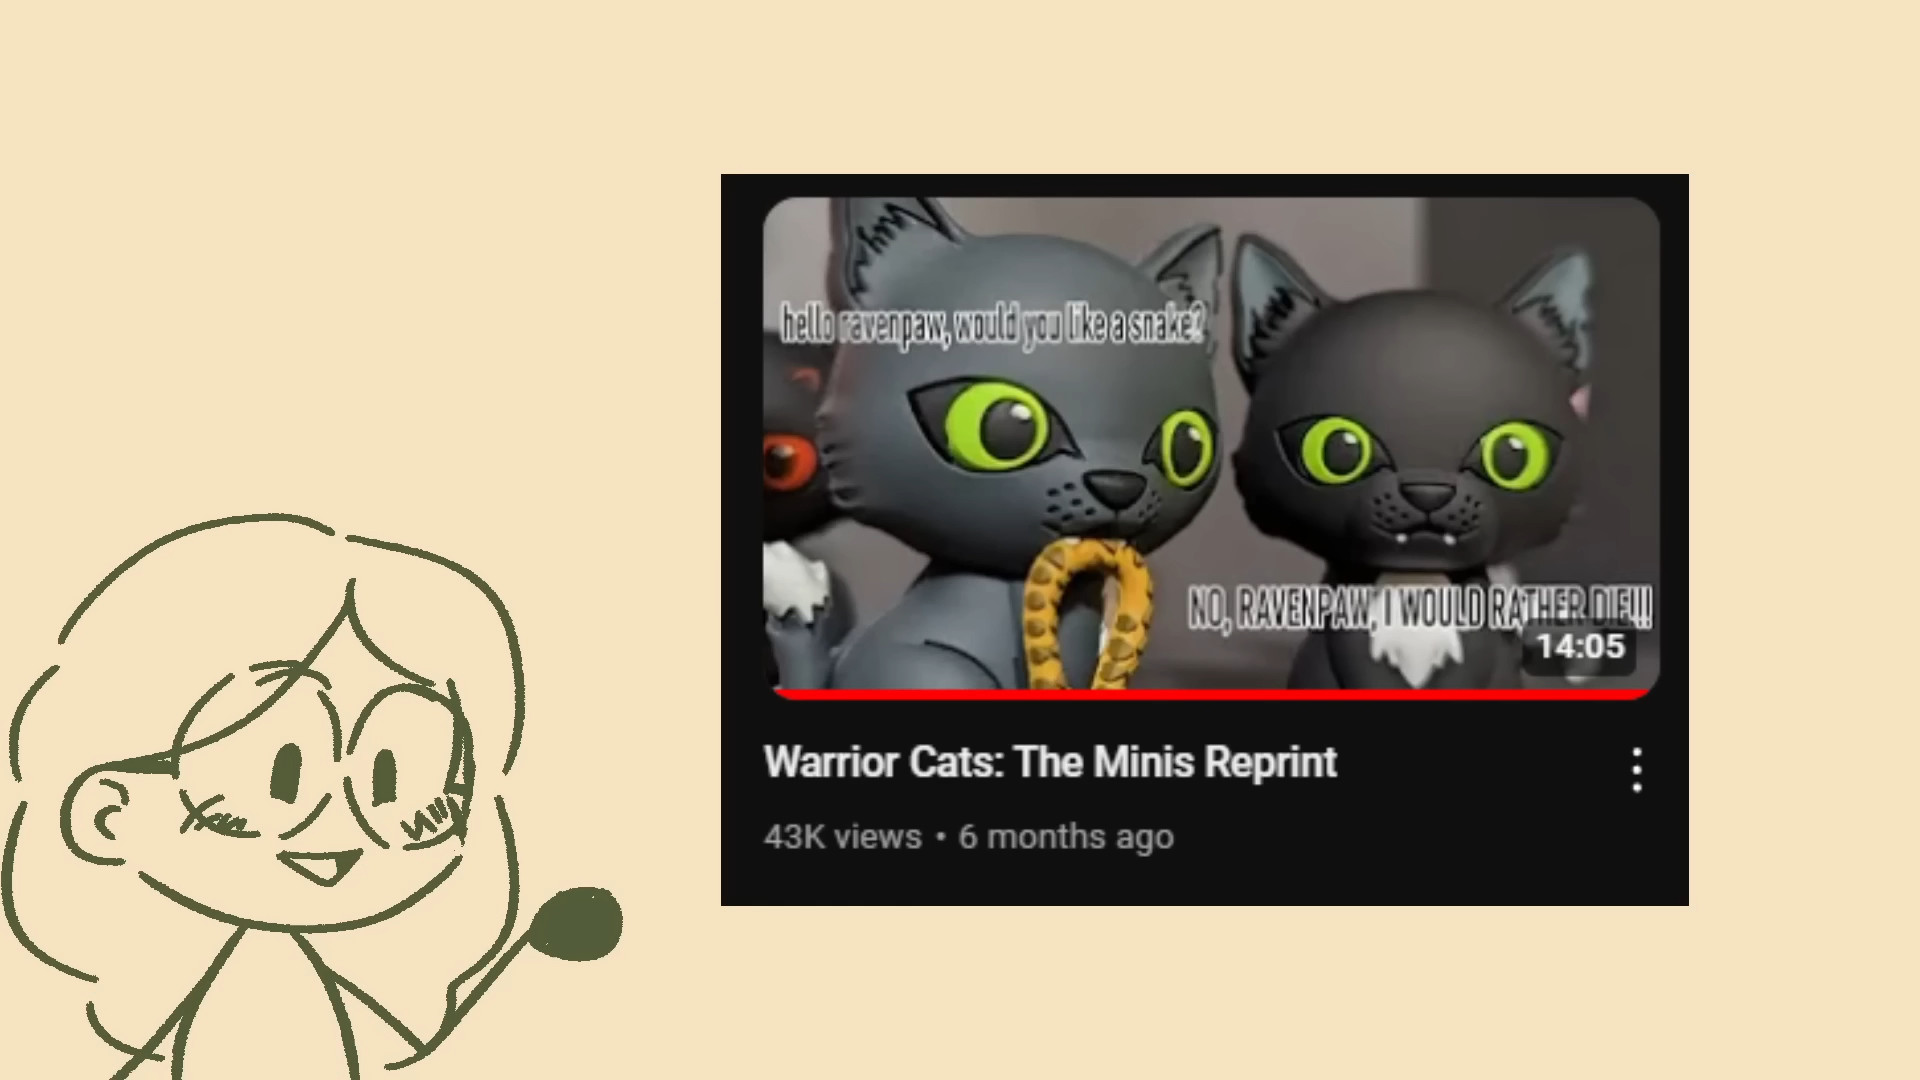 hello ravenpaw, would you like a snake?
NO, RAVENPAW, I WOULD RATHER DIE!!!
14:05
Warrior Cats: The Minis Reprint
43K views • 6 months ago